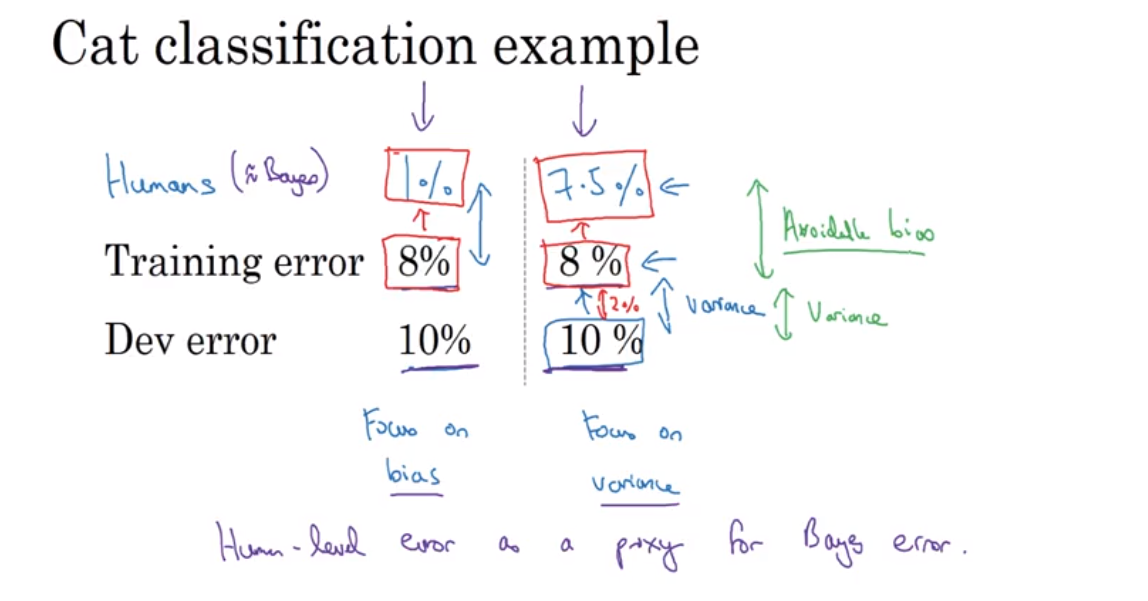 Cat classification example
Humans (≈ Bayes) 1% 7.5%
Training error 8% 8 % Avoidable bias
2% Variance Variance
Dev error 10% 10 %
Focus on Focus on
bias variance
Human-level error as a proxy for Bayes error.